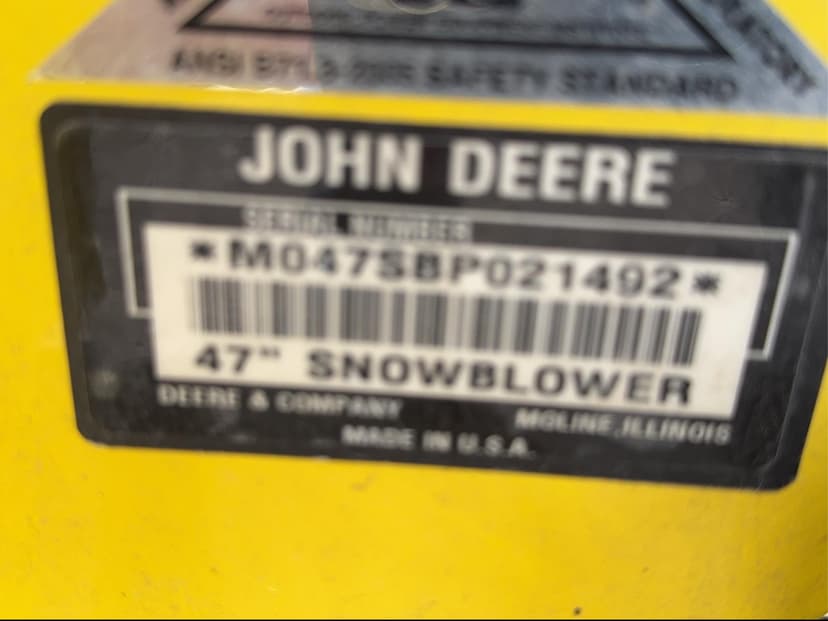 ANSI B71.3-2005 SAFETY STANDARD
JOHN DEERE
SERIAL NUMBER
*M047SBP021492*
47" SNOWBLOWER
DEERE & COMPANY
MOLINE, ILLINOIS
MADE IN U.S.A.